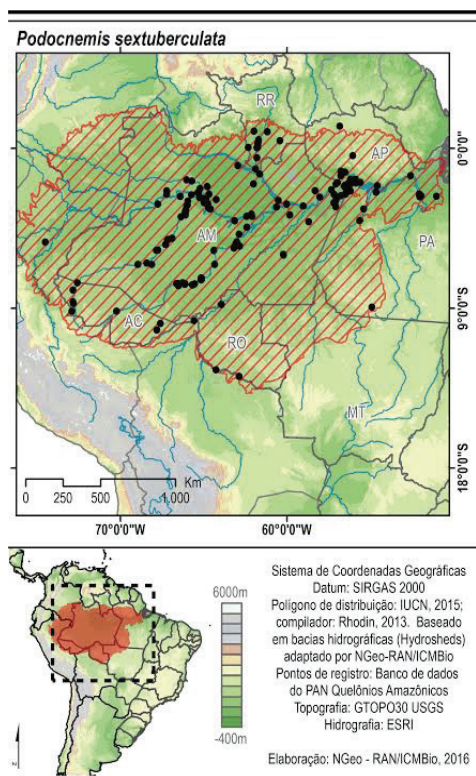 Podocnemis sextuberculata
RR
AP
AM
PA
AC
RO
MT
0°0'0"
9°0'0"S
18°0'0"S
Km
0 250 500 1.000
70°0'0"W
60°0'0"W
6000m
-400m
Sistema de Coordenadas Geográficas
Datum: SIRGAS 2000
Polígono de distribuição: IUCN, 2015;
compilador: Rhodin, 2013. Baseado
em bacias hidrográficas (Hydrosheds)
adaptado por NGeo-RAN/ICMBio
Pontos de registro: Banco de dados
do PAN Quelônios Amazônicos
Topografia: GTOPO30 USGS
Hidrografia: ESRI
Elaboração: NGeo - RAN/ICMBio, 2016